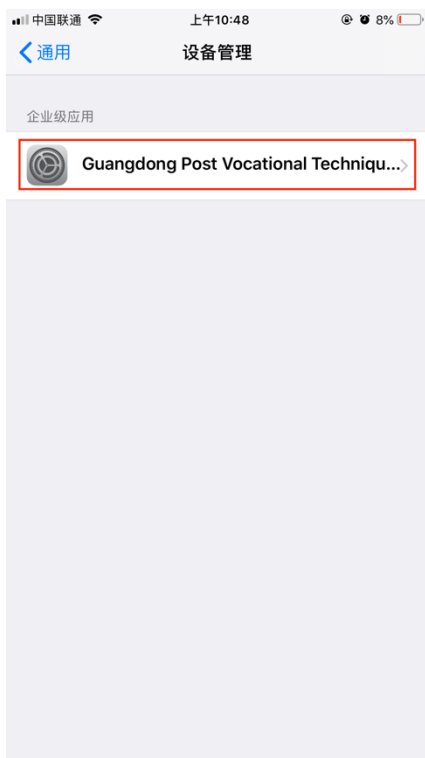 中国联通 上午10:48 8%
通用 设备管理
企业级应用
Guangdong Post Vocational Techniqu...